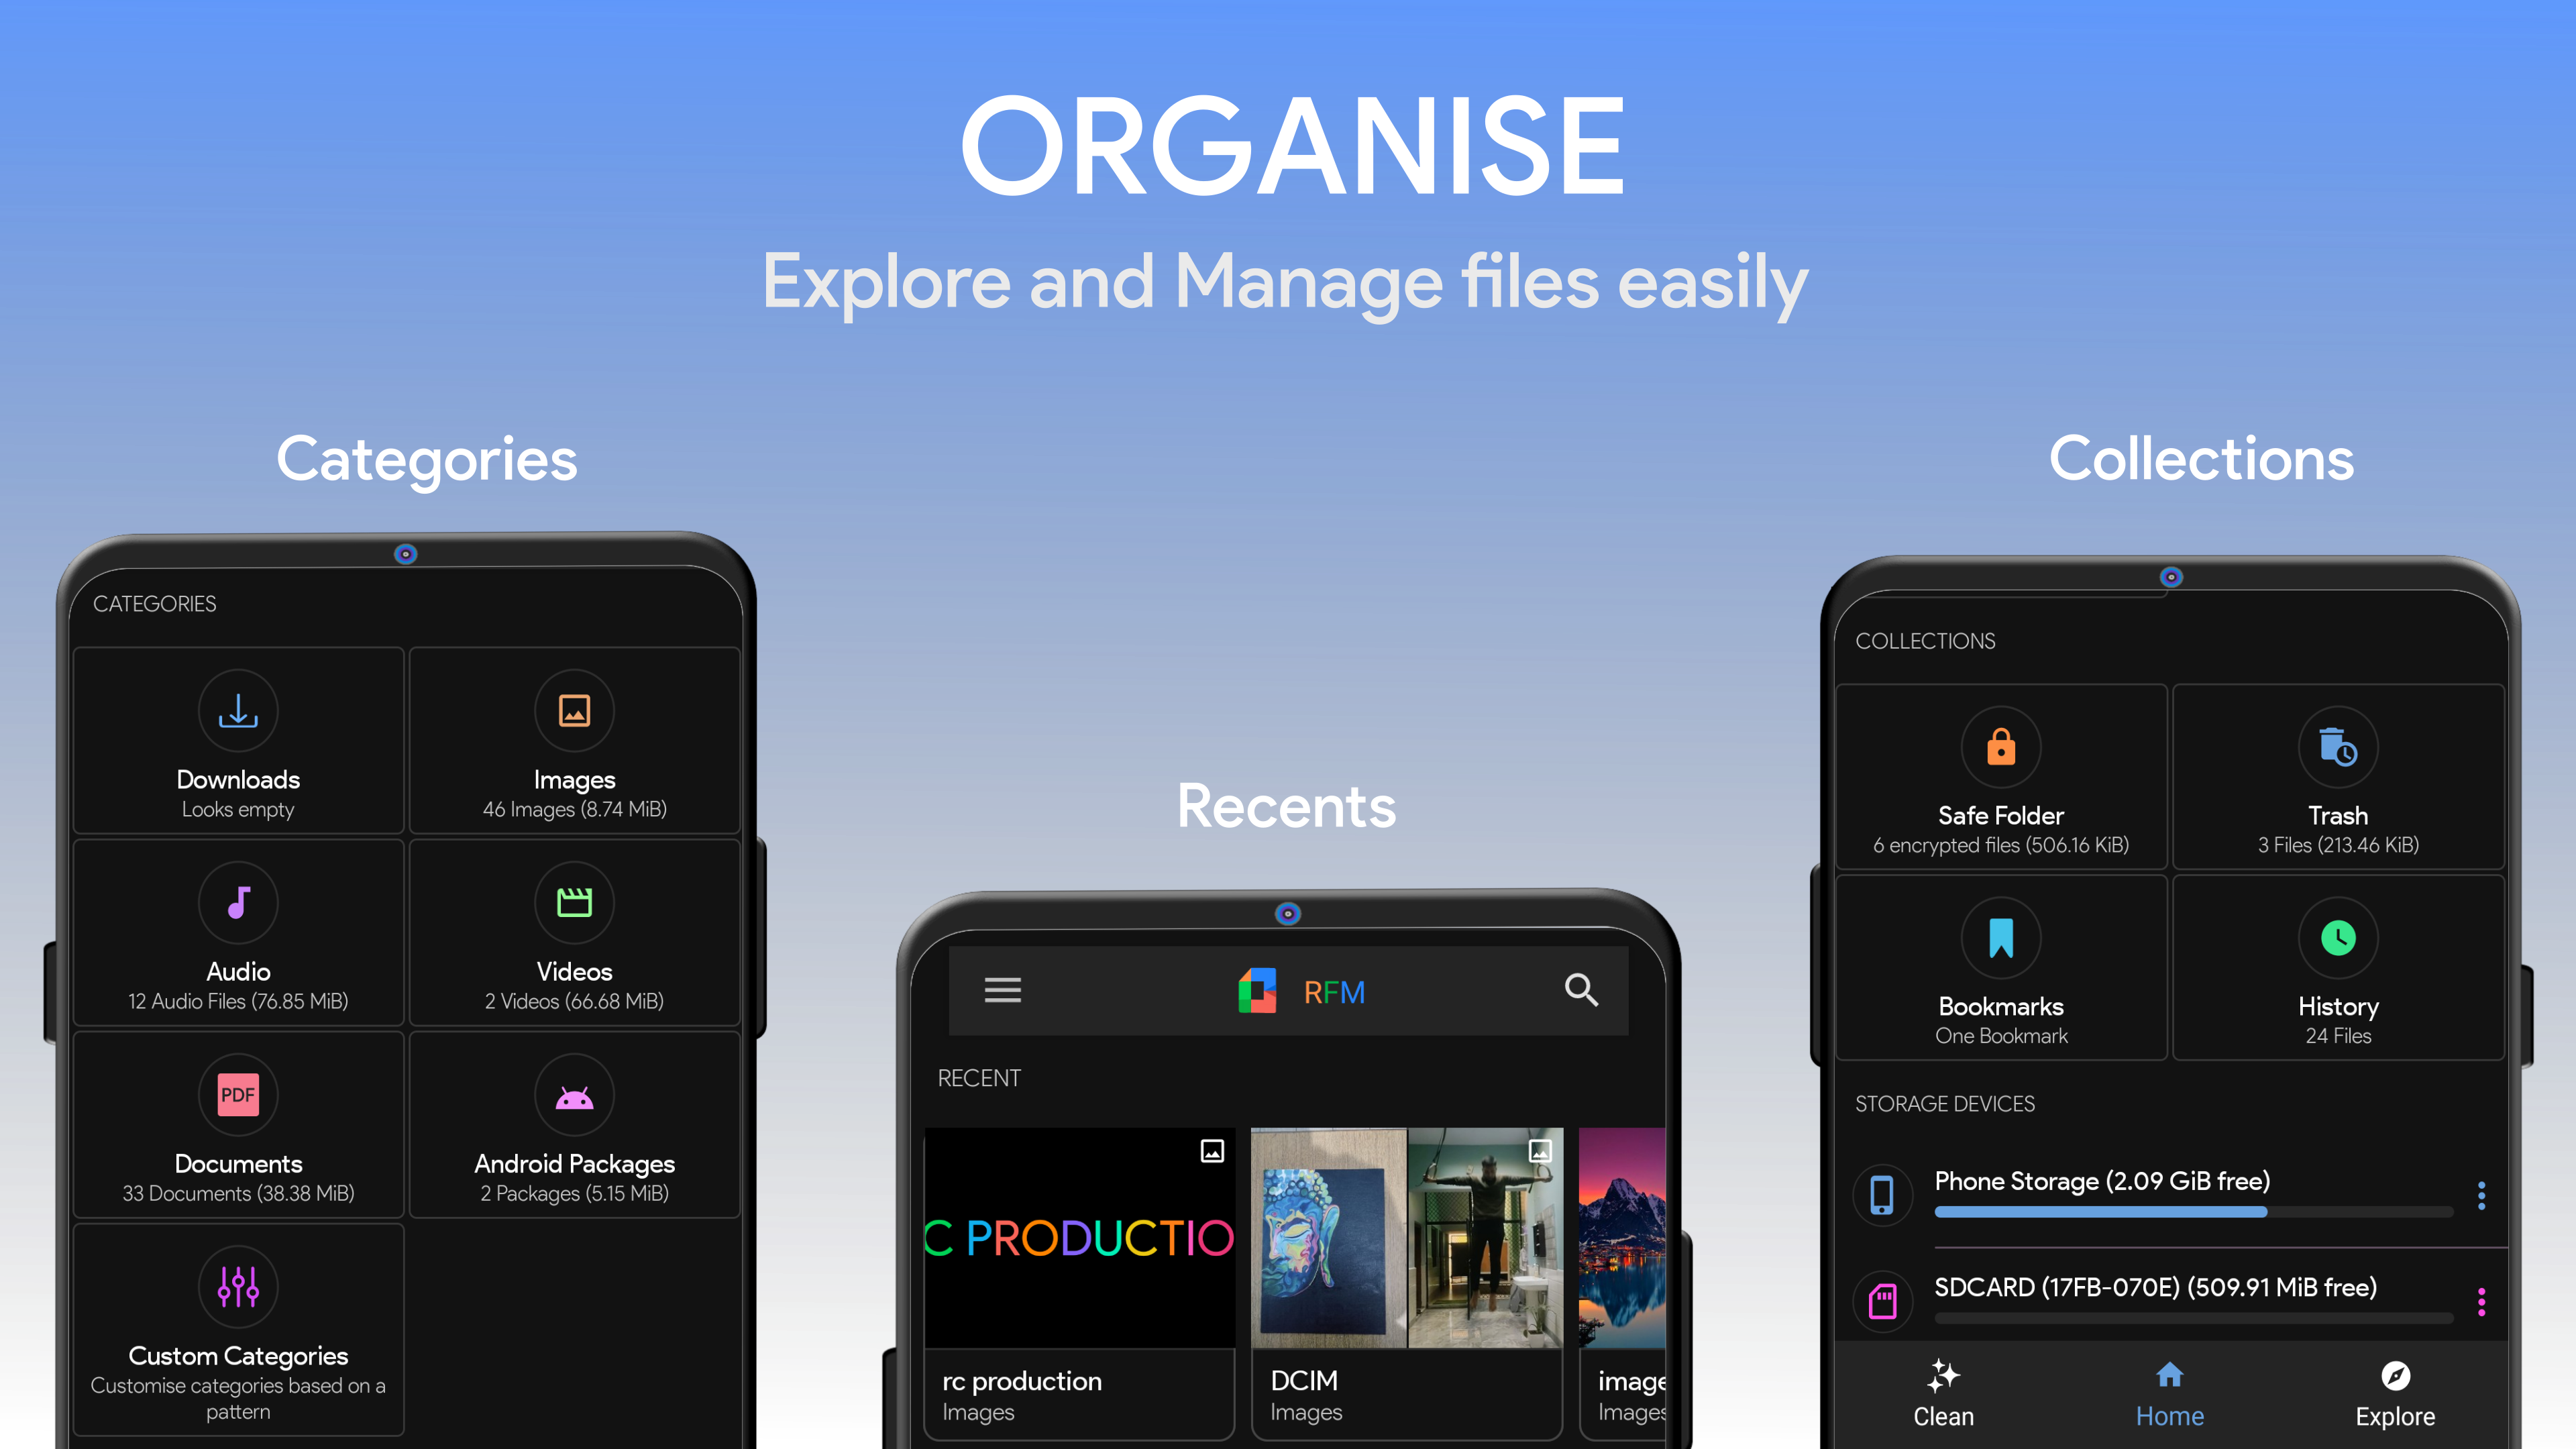 ORGANISE
Explore and Manage files easily
Categories
CATEGORIES
Downloads
Looks empty
Images
46 Images (8.74 MiB)
Audio
12 Audio Files (76.85 MiB)
Videos
2 Videos (66.68 MiB)
PDF
Documents
33 Documents (38.38 MiB)
Android Packages
2 Packages (5.15 MiB)
Custom Categories
Customise categories based on a
pattern
Recents
RFM
RECENT
C PRODUCTIO
rc production
Images
DCIM
Images
image
Images
Collections
COLLECTIONS
Safe Folder
6 encrypted files (506.16 KiB)
Trash
3 Files (213.46 KiB)
Bookmarks
One Bookmark
History
24 Files
STORAGE DEVICES
Phone Storage (2.09 GiB free)
SDCARD (17FB-070E) (509.91 MiB free)
Clean
Home
Explore